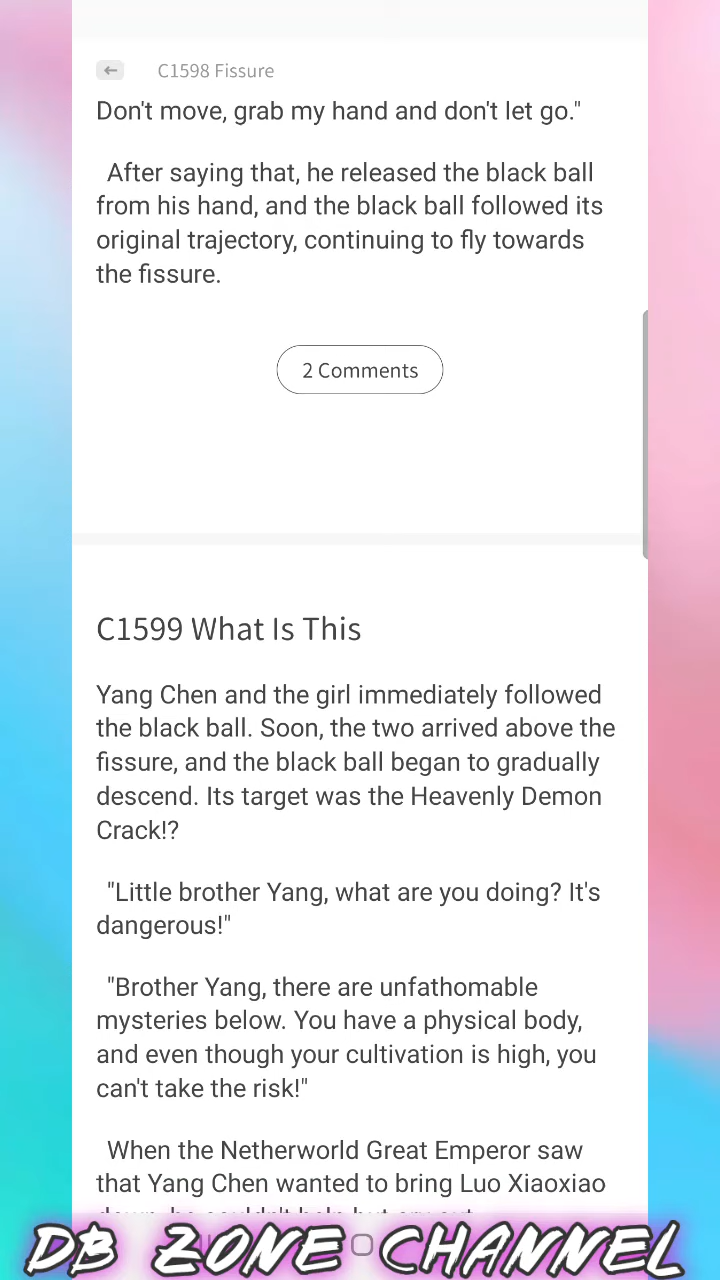 C1598 Fissure
Don't move, grab my hand and don't let go."
After saying that, he released the black ball
from his hand, and the black ball followed its
original trajectory, continuing to fly towards
the fissure.
2 Comments
C1599 What Is This
Yang Chen and the girl immediately followed
the black ball. Soon, the two arrived above the
fissure, and the black ball began to gradually
descend. Its target was the Heavenly Demon
Crack!?
"Little brother Yang, what are you doing? It's
dangerous!"
"Brother Yang, there are unfathomable
mysteries below. You have a physical body,
and even though your cultivation is high, you
can't take the risk!"
When the Netherworld Great Emperor saw
that Yang Chen wanted to bring Luo Xiaoxiao
DB ZONE CHANNEL